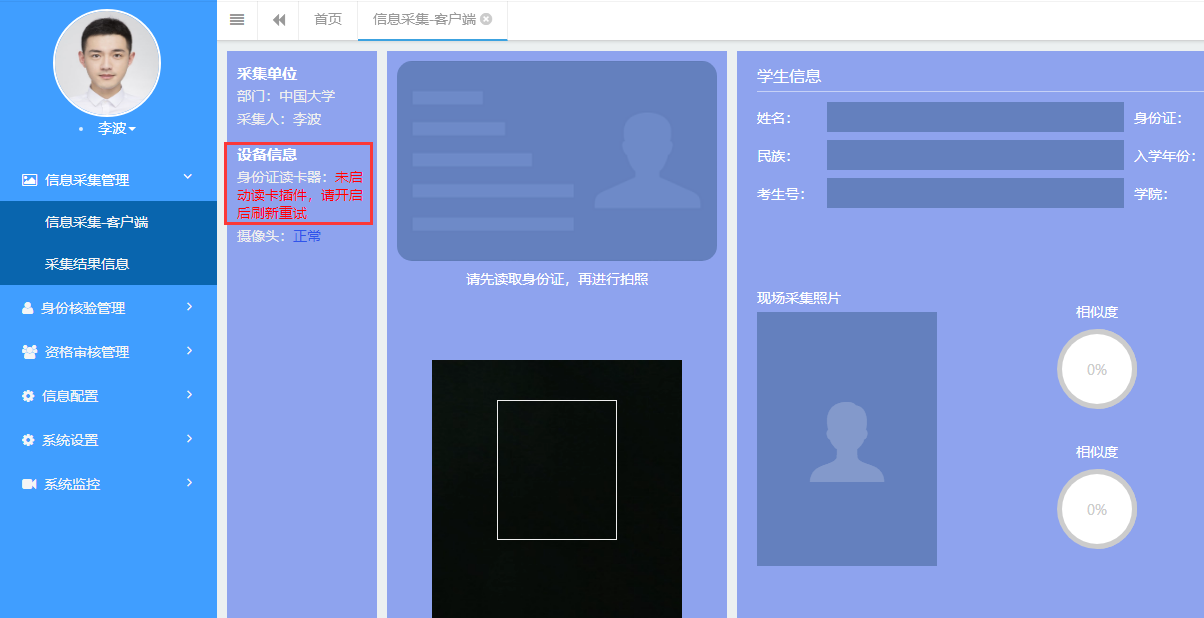 李波
信息采集管理
信息采集-客户端
采集结果信息
身份核验管理
资格审核管理
信息配置
系统设置
系统监控
首页
信息采集-客户端
采集单位
部门：中国大学
采集人：李波
设备信息
身份证读卡器：未启
动读卡插件，请开启
后刷新重试
摄像头：正常
请先读取身份证，再进行拍照
学生信息
姓名：
身份证：
民族：
入学年份：
考生号：
学院：
现场采集照片
相似度
0%
相似度
0%